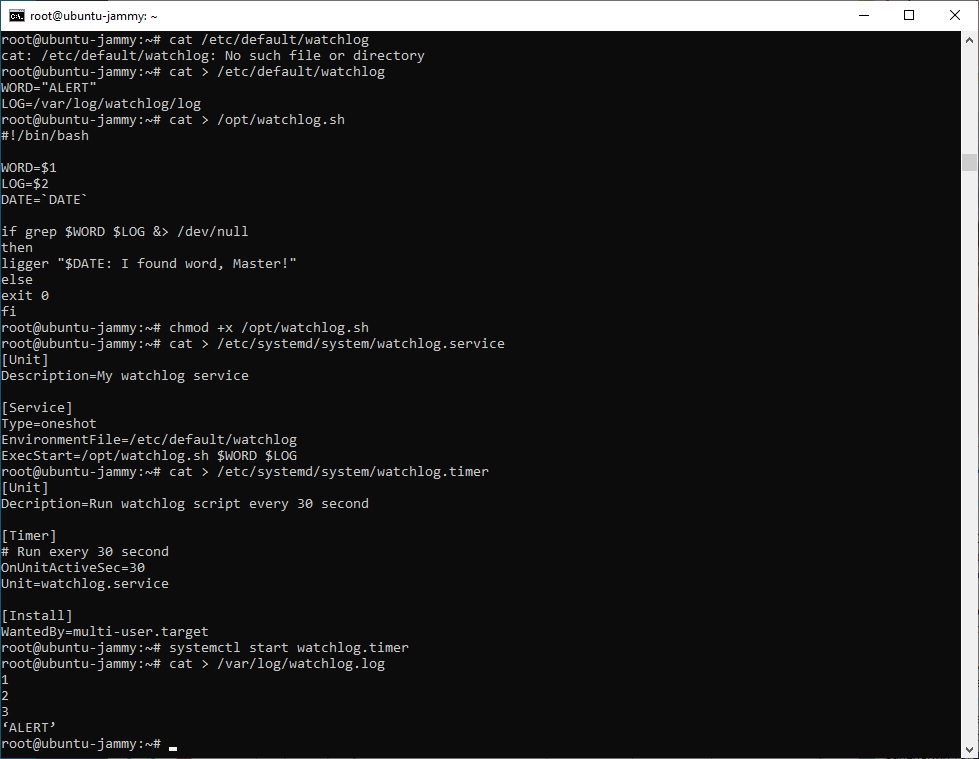 root@ubuntu-jammy: ~
root@ubuntu-jammy:~# cat /etc/default/watchlog
cat: /etc/default/watchlog: No such file or directory
root@ubuntu-jammy:~# cat > /etc/default/watchlog
WORD="ALERT"
LOG=/var/log/watchlog/log
root@ubuntu-jammy:~# cat > /opt/watchlog.sh
#!/bin/bash

WORD=$1
LOG=$2
DATE=`DATE`

if grep $WORD $LOG &> /dev/null
then
ligger "$DATE: I found word, Master!"
else
exit 0
fi
root@ubuntu-jammy:~# chmod +x /opt/watchlog.sh
root@ubuntu-jammy:~# cat > /etc/systemd/system/watchlog.service
[Unit]
Description=My watchlog service

[Service]
Type=oneshot
EnvironmentFile=/etc/default/watchlog
ExecStart=/opt/watchlog.sh $WORD $LOG
root@ubuntu-jammy:~# cat > /etc/systemd/system/watchlog.timer
[Unit]
Decription=Run watchlog script every 30 second

[Timer]
# Run exery 30 second
OnUnitActiveSec=30
Unit=watchlog.service

[Install]
WantedBy=multi-user.target
root@ubuntu-jammy:~# systemctl start watchlog.timer
root@ubuntu-jammy:~# cat > /var/log/watchlog.log
1
2
3
‘ALERT’
root@ubuntu-jammy:~#